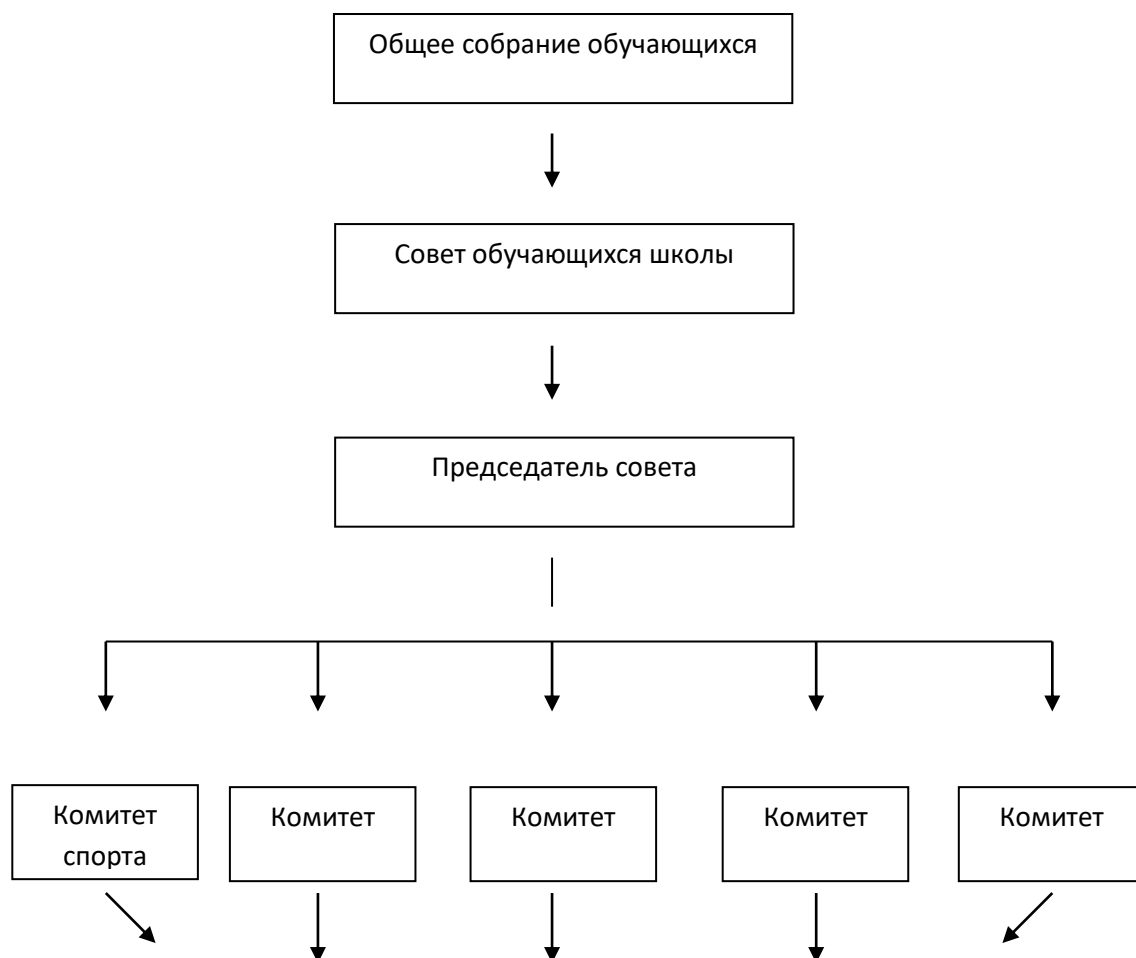 Общее собрание обучающихся
Совет обучающихся школы
Председатель совета
Комитет
спорта
Комитет
Комитет
Комитет
Комитет